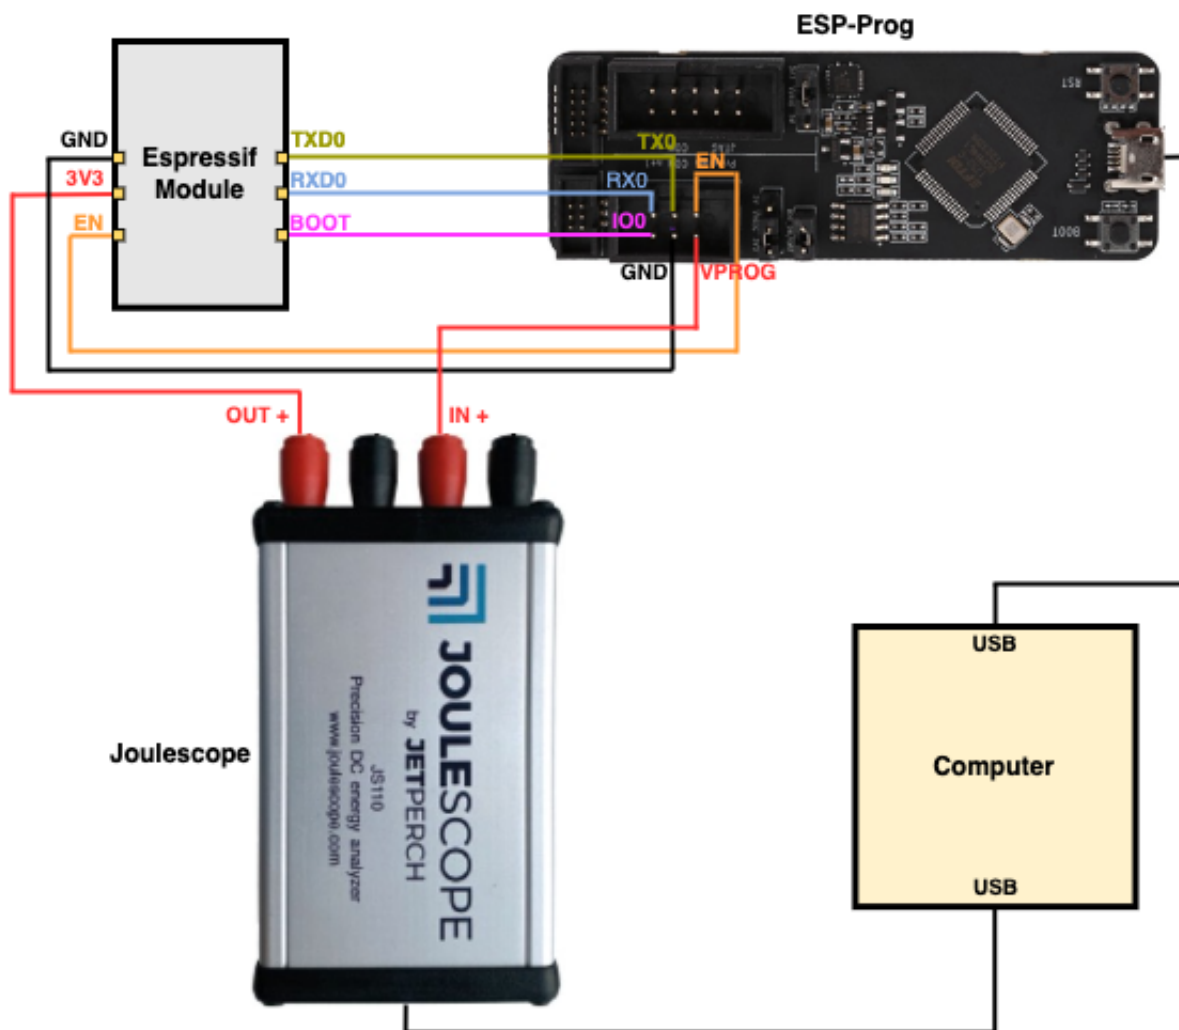 ESP-Prog
GND
3V3
EN
Espressif
Module
TXD0
RXD0
BOOT
TX0
RX0
IO0
EN
GND
VPROG
RST
BOOT
OUT +
IN +
JOULESCOPE
by JETPERCH
JS110
Precision DC energy analyzer
www.joulescope.com
Joulescope
USB
Computer
USB